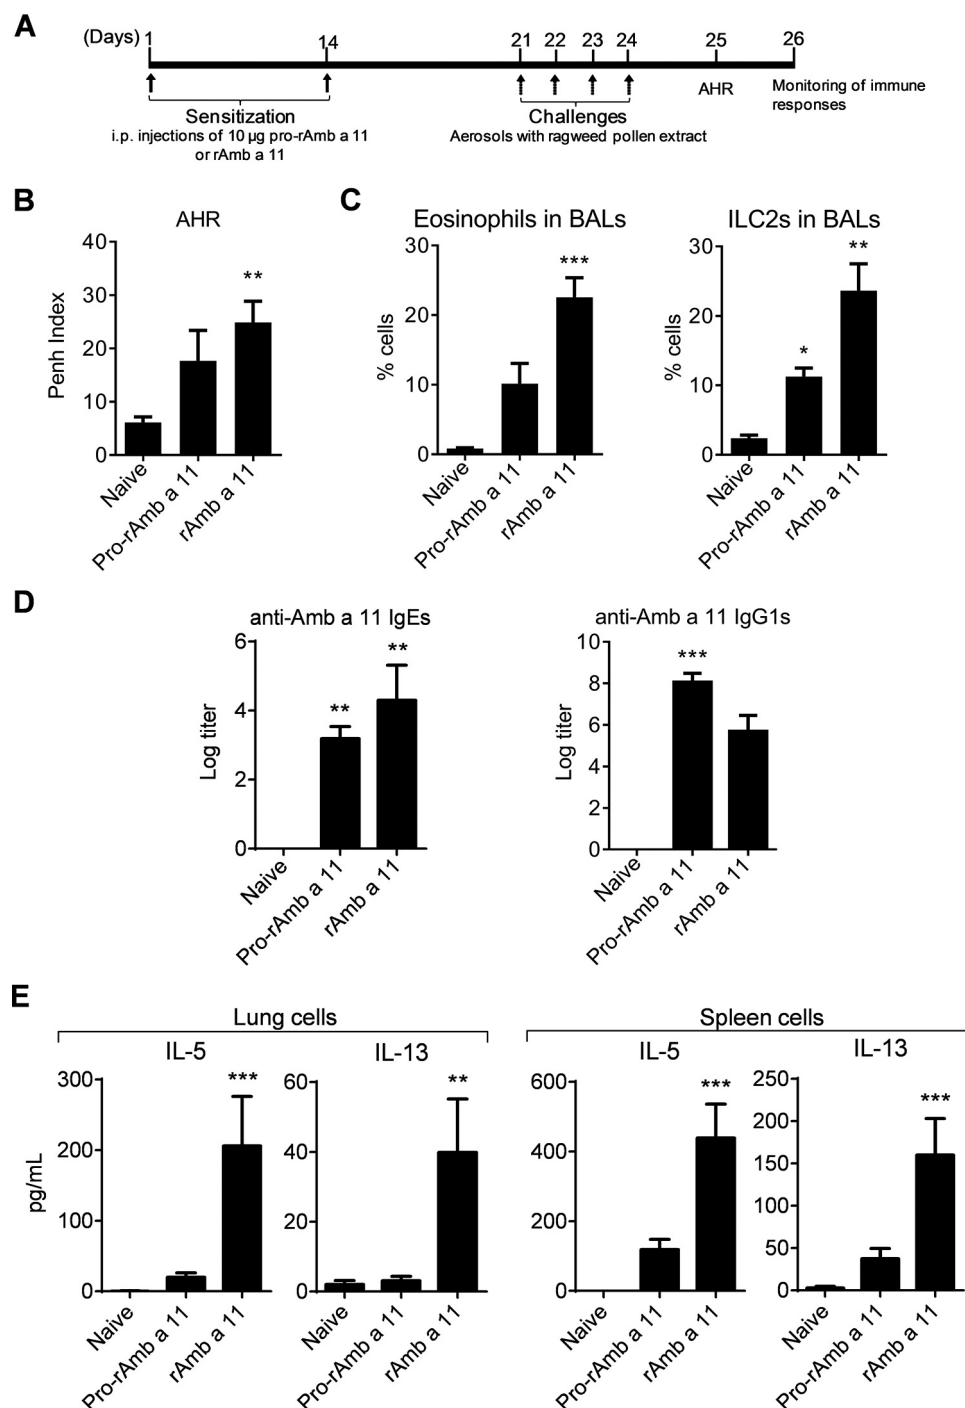 A
(Days) 1 14 21 22 23 24 25 26
AHR
Monitoring of immune
responses
Sensitization
i.p. injections of 10 µg pro-rAmb a 11
or rAmb a 11
Challenges
Aerosols with ragweed pollen extract
B
AHR
Penh Index
40
30
20
10
0
**
Naive
Pro-rAmb a 11
rAmb a 11
C
Eosinophils in BALs
% cells
30
20
10
0
***
Naive
Pro-rAmb a 11
rAmb a 11
ILC2s in BALs
% cells
30
20
10
0
*
**
Naive
Pro-rAmb a 11
rAmb a 11
D
anti-Amb a 11 IgEs
Log titer
6
4
2
0
**
**
Naive
Pro-rAmb a 11
rAmb a 11
anti-Amb a 11 IgG1s
Log titer
10
8
6
4
2
0
***
Naive
Pro-rAmb a 11
rAmb a 11
E
Lung cells
IL-5
pg/mL
300
200
100
0
***
Naive
Pro-rAmb a 11
rAmb a 11
IL-13
60
40
20
0
**
Naive
Pro-rAmb a 11
rAmb a 11
Spleen cells
IL-5
600
400
200
0
***
Naive
Pro-rAmb a 11
rAmb a 11
IL-13
250
200
150
100
50
0
***
Naive
Pro-rAmb a 11
rAmb a 11